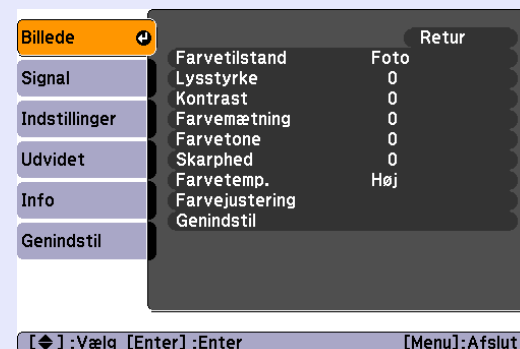 Billede
Signal
Indstillinger
Udvidet
Info
Genindstil
Retur
Farvetilstand Foto
Lysstyrke 0
Kontrast 0
Farvemætning 0
Farvetone 0
Skarphed 0
Farvetemp. Høj
Farvejustering
Genindstil
[◆] :Vælg [Enter] :Enter [Menu]:Afslut